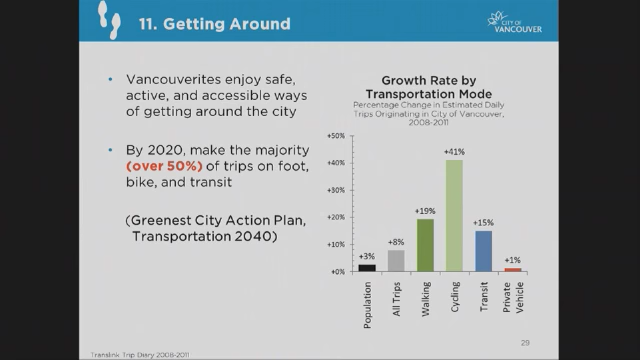 11. Getting Around
CITY OF
VANCOUVER
• Vancouverites enjoy safe,
active, and accessible ways
of getting around the city
• By 2020, make the majority
(over 50%) of trips on foot,
bike, and transit
(Greenest City Action Plan,
Transportation 2040)
Growth Rate by
Transportation Mode
Percentage Change in Estimated Daily
Trips Originating in City of Vancouver,
2008-2011
+50%
+40%
+30%
+20%
+10%
+0%
+3%
+8%
+19%
+41%
+15%
+1%
Population
All Trips
Walking
Cycling
Transit
Private
Vehicle
Translink Trip Diary 2008-2011
29